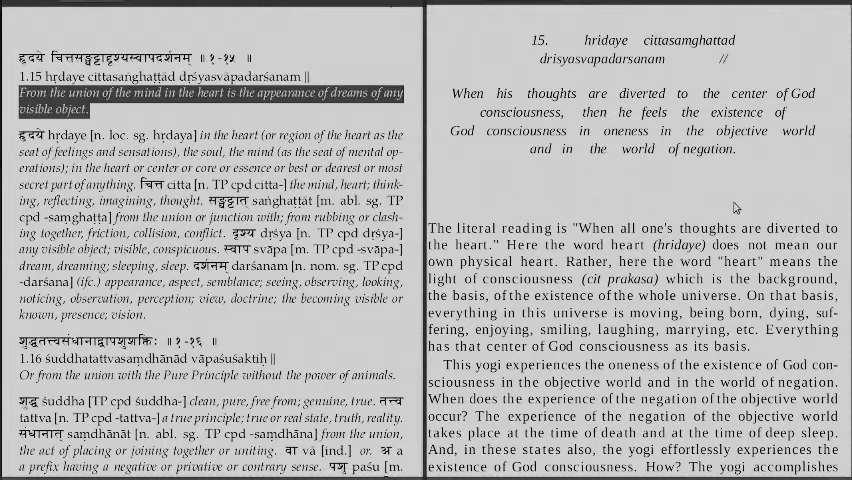 हृदये चित्तसङ्घट्टाद्दृश्यस्वापदर्शनम् ॥ १-१५ ॥
1.15 hṛdaye cittasaṅghaṭṭād dṛśyasvāpadarśanam ||
From the union of the mind in the heart is the appearance of dreams of any
visible object.
हृदये hṛdaye [n. loc. sg. hṛdaya] in the heart (or region of the heart as the
seat of feelings and sensations), the soul, the mind (as the seat of mental op-
erations); in the heart or center or core or essence or best or dearest or most
secret part of anything. चित्त citta [n. TP cpd citta-] the mind, heart; think-
ing, reflecting, imagining, thought. सङ्घट्टात् saṅghaṭṭāt [m. abl. sg. TP
cpd -saṃghaṭṭa] from the union or junction with; from rubbing or clash-
ing together, friction, collision, conflict. दृश्य dṛśya [n. TP cpd dṛśya-]
any visible object; visible, conspicuous. स्वाप svāpa [m. TP cpd -svāpa-]
dream, dreaming; sleeping, sleep. दर्शनम् darśanam [n. nom. sg. TP cpd
-darśana] (ifc.) appearance, aspect, semblance; seeing, observing, looking,
noticing, observation, perception; view, doctrine; the becoming visible or
known, presence; vision.
शुद्धतत्त्वसंधानाद्वापशुशक्तिः ॥ १-१६ ॥
1.16 śuddhatattvasaṃdhānād vāpaśuśaktiḥ ||
Or from the union with the Pure Principle without the power of animals.
शुद्ध śuddha [TP cpd śuddha-] clean, pure, free from; genuine, true. तत्त्व
tattva [n. TP cpd -tattva-] a true principle; true or real state, truth, reality.
संधानात् saṃdhānāt [n. abl. sg. TP cpd -saṃdhāna] from the union,
the act of placing or joining together or uniting. वा vā [ind.] or. अ a
a prefix having a negative or privative or contrary sense. पशु paśu [m.
15. hridaye cittasamghattad
drisyasvapadarsanam //
When his thoughts are diverted to the center of God
consciousness, then he feels the existence of
God consciousness in oneness in the objective world
and in the world of negation.
The literal reading is "When all one's thoughts are diverted to
the heart." Here the word heart (hridaye) does not mean our
own physical heart. Rather, here the word "heart" means the
light of consciousness (cit prakasa) which is the background,
the basis, of the existence of the whole universe. On that basis,
everything in this universe is moving, being born, dying, suf-
fering, enjoying, smiling, laughing, marrying, etc. Everything
has that center of God consciousness as its basis.
This yogi experiences the oneness of the existence of God con-
sciousness in the objective world and in the world of negation.
When does the experience of the negation of the objective world
occur? The experience of the negation of the objective world
takes place at the time of death and at the time of deep sleep.
And, in these states also, the yogi effortlessly experiences the
existence of God consciousness. How? The yogi accomplishes